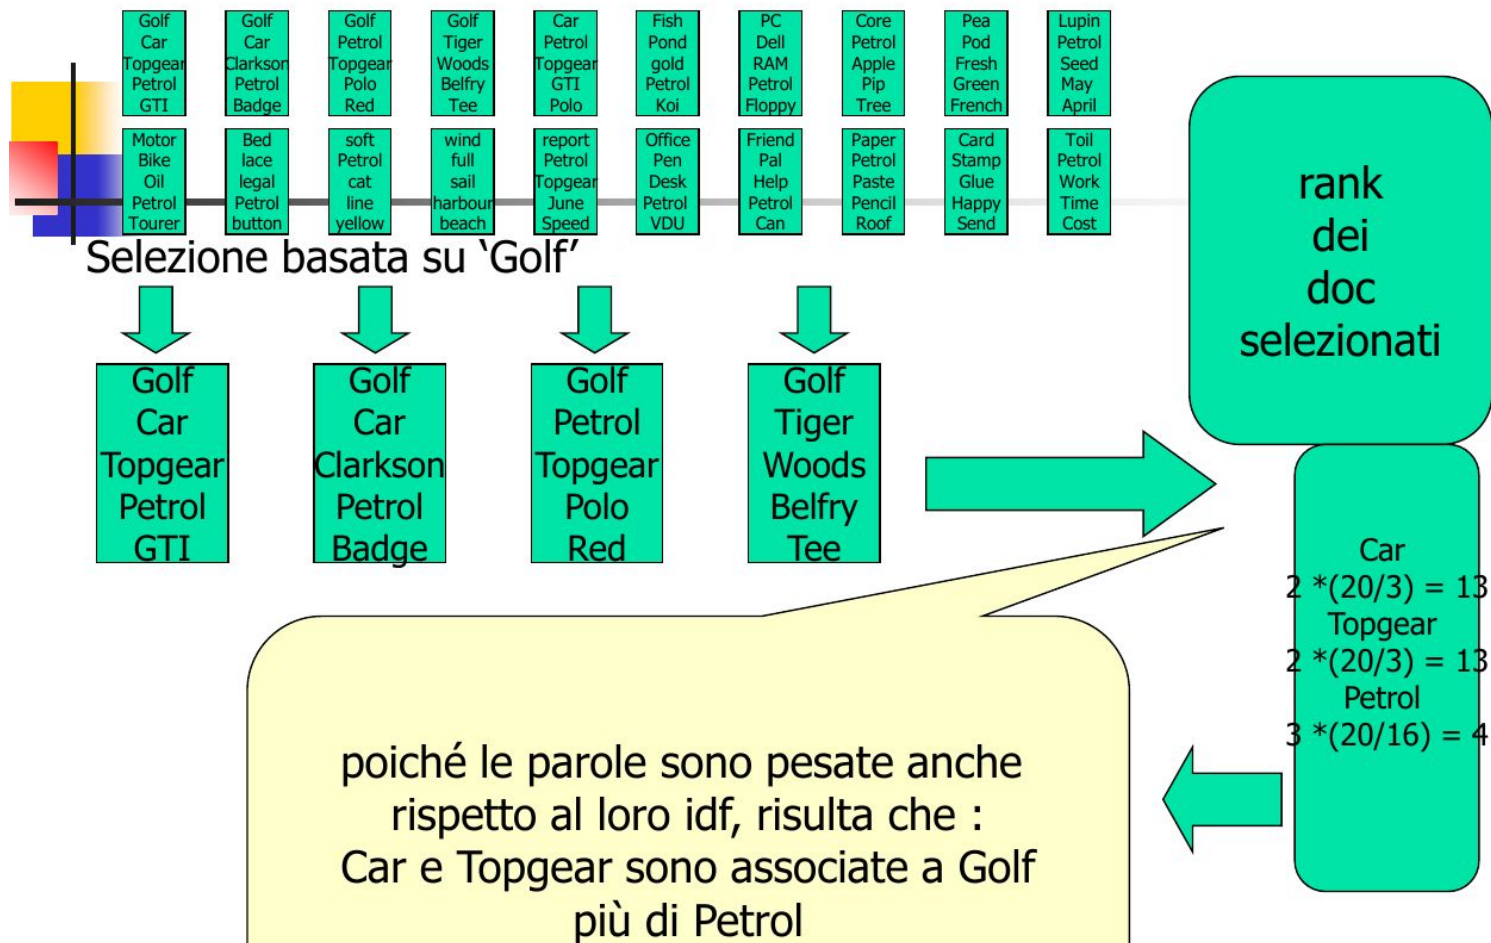 Golf
Car
Topgear
Petrol
GTI
Golf
Car
Clarkson
Petrol
Badge
Golf
Petrol
Topgear
Polo
Red
Golf
Tiger
Woods
Belfry
Tee
Car
Petrol
Topgear
GTI
Polo
Fish
Pond
gold
Petrol
Koi
PC
Dell
RAM
Petrol
Floppy
Core
Petrol
Apple
Pip
Tree
Pea
Pod
Fresh
Green
French
Lupin
Petrol
Seed
May
April
Motor
Bike
Oil
Petrol
Tourer
Bed
lace
legal
Petrol
button
soft
Petrol
cat
line
yellow
wind
full
sail
harbour
beach
report
Petrol
Topgear
June
Speed
Office
Pen
Desk
Petrol
VDU
Friend
Pal
Help
Petrol
Can
Paper
Petrol
Paste
Pencil
Roof
Card
Stamp
Glue
Happy
Send
Toil
Petrol
Work
Time
Cost
Selezione basata su ‘Golf’
Golf
Car
Topgear
Petrol
GTI
Golf
Car
Clarkson
Petrol
Badge
Golf
Petrol
Topgear
Polo
Red
Golf
Tiger
Woods
Belfry
Tee
rank
dei
doc
selezionati
Car
2 *(20/3) = 13
Topgear
2 *(20/3) = 13
Petrol
3 *(20/16) = 4
poiché le parole sono pesate anche
rispetto al loro idf, risulta che :
Car e Topgear sono associate a Golf
più di Petrol